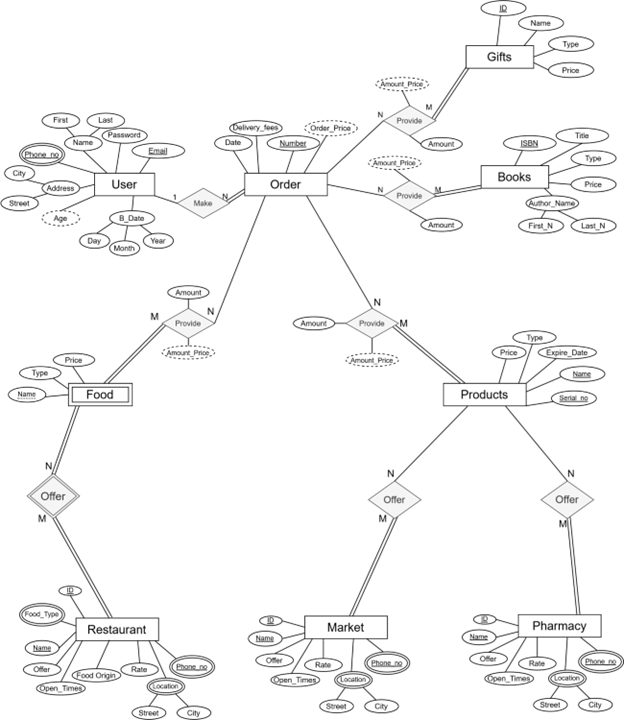 ID
Name
Gifts
Type
Price
Amount_Price
N
M
Provide
Amount
First
Last
Name
Password
Phone_no
Email
City
Address
Street
User
Age
B_Date
Day
Month
Year
1
Make
N
Delivery_fees
Date
Number
Order_Price
Order
Amount_Price
N
Provide
M
Amount
ISBN
Title
Type
Books
Price
Author_Name
First_N
Last_N
Amount
M
N
Provide
Amount_Price
N
Amount
Provide
M
Amount_Price
Price
Type
Name
Food
Type
Price
Expire_Date
Name
Serial_no
Products
N
Offer
M
N
Offer
M
N
Offer
M
ID
Food_Type
Restaurant
Name
Offer
Open_Times
Food Origin
Rate
Phone_no
Location
Street
City
ID
Name
Market
Offer
Open_Times
Rate
Phone_no
Location
Street
City
ID
Name
Pharmacy
Offer
Open_Times
Rate
Phone_no
Location
Street
City